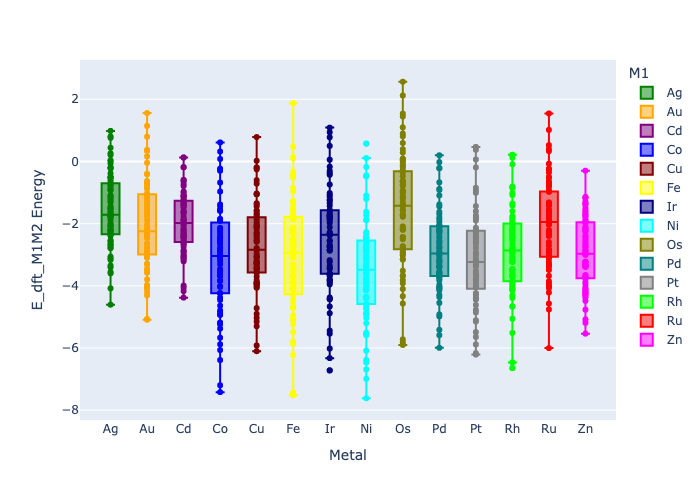 M1
Ag
Au
Cd
Co
Cu
Fe
Ir
Ni
Os
Pd
Pt
Rh
Ru
Zn
E_dft_M1M2 Energy
2
0
−2
−4
−6
−8
Ag Au Cd Co Cu Fe Ir Ni Os Pd Pt Rh Ru Zn
Metal